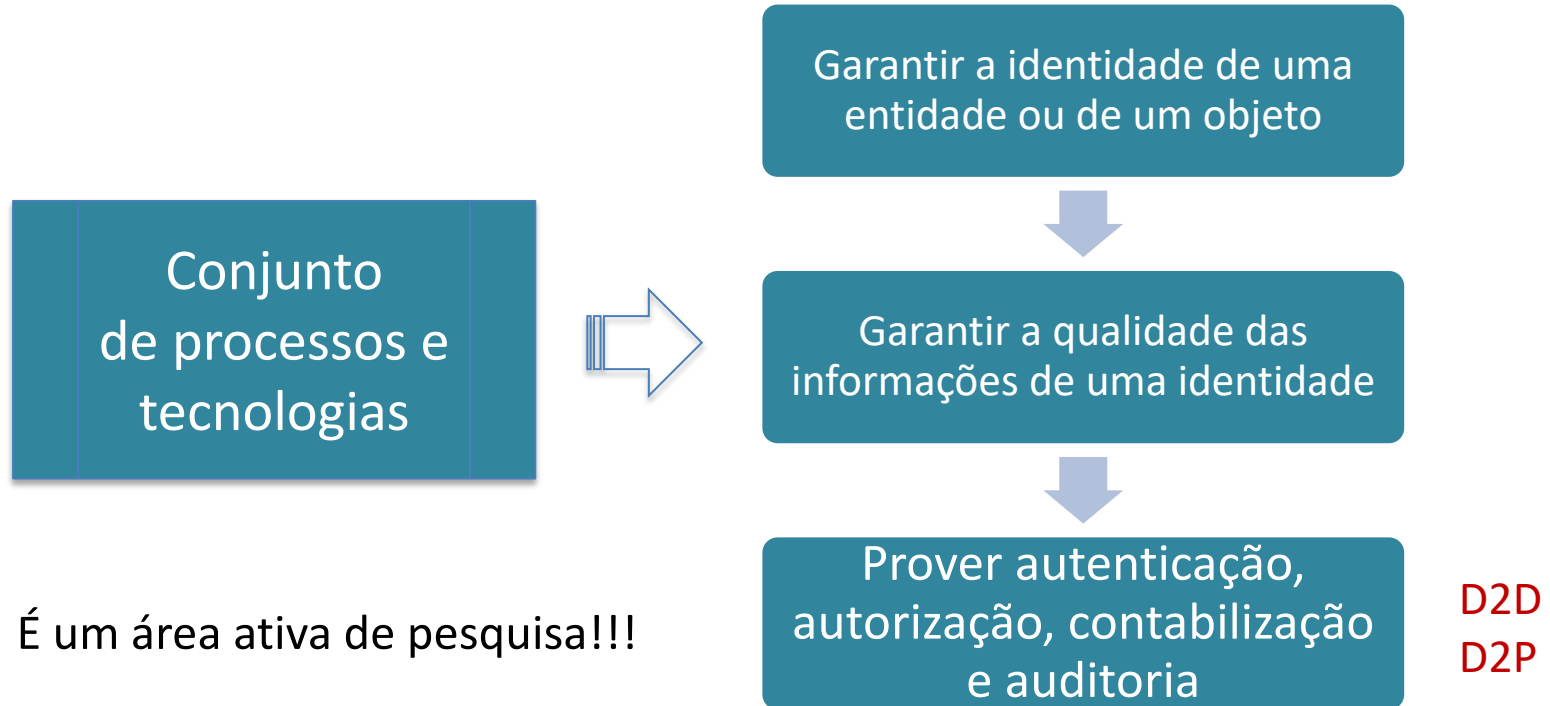 Conjunto
de processos e
tecnologias
É um área ativa de pesquisa!!!
Garantir a identidade de uma
entidade ou de um objeto
Garantir a qualidade das
informações de uma identidade
Prover autenticação,
autorização, contabilização
e auditoria
D2D
D2P